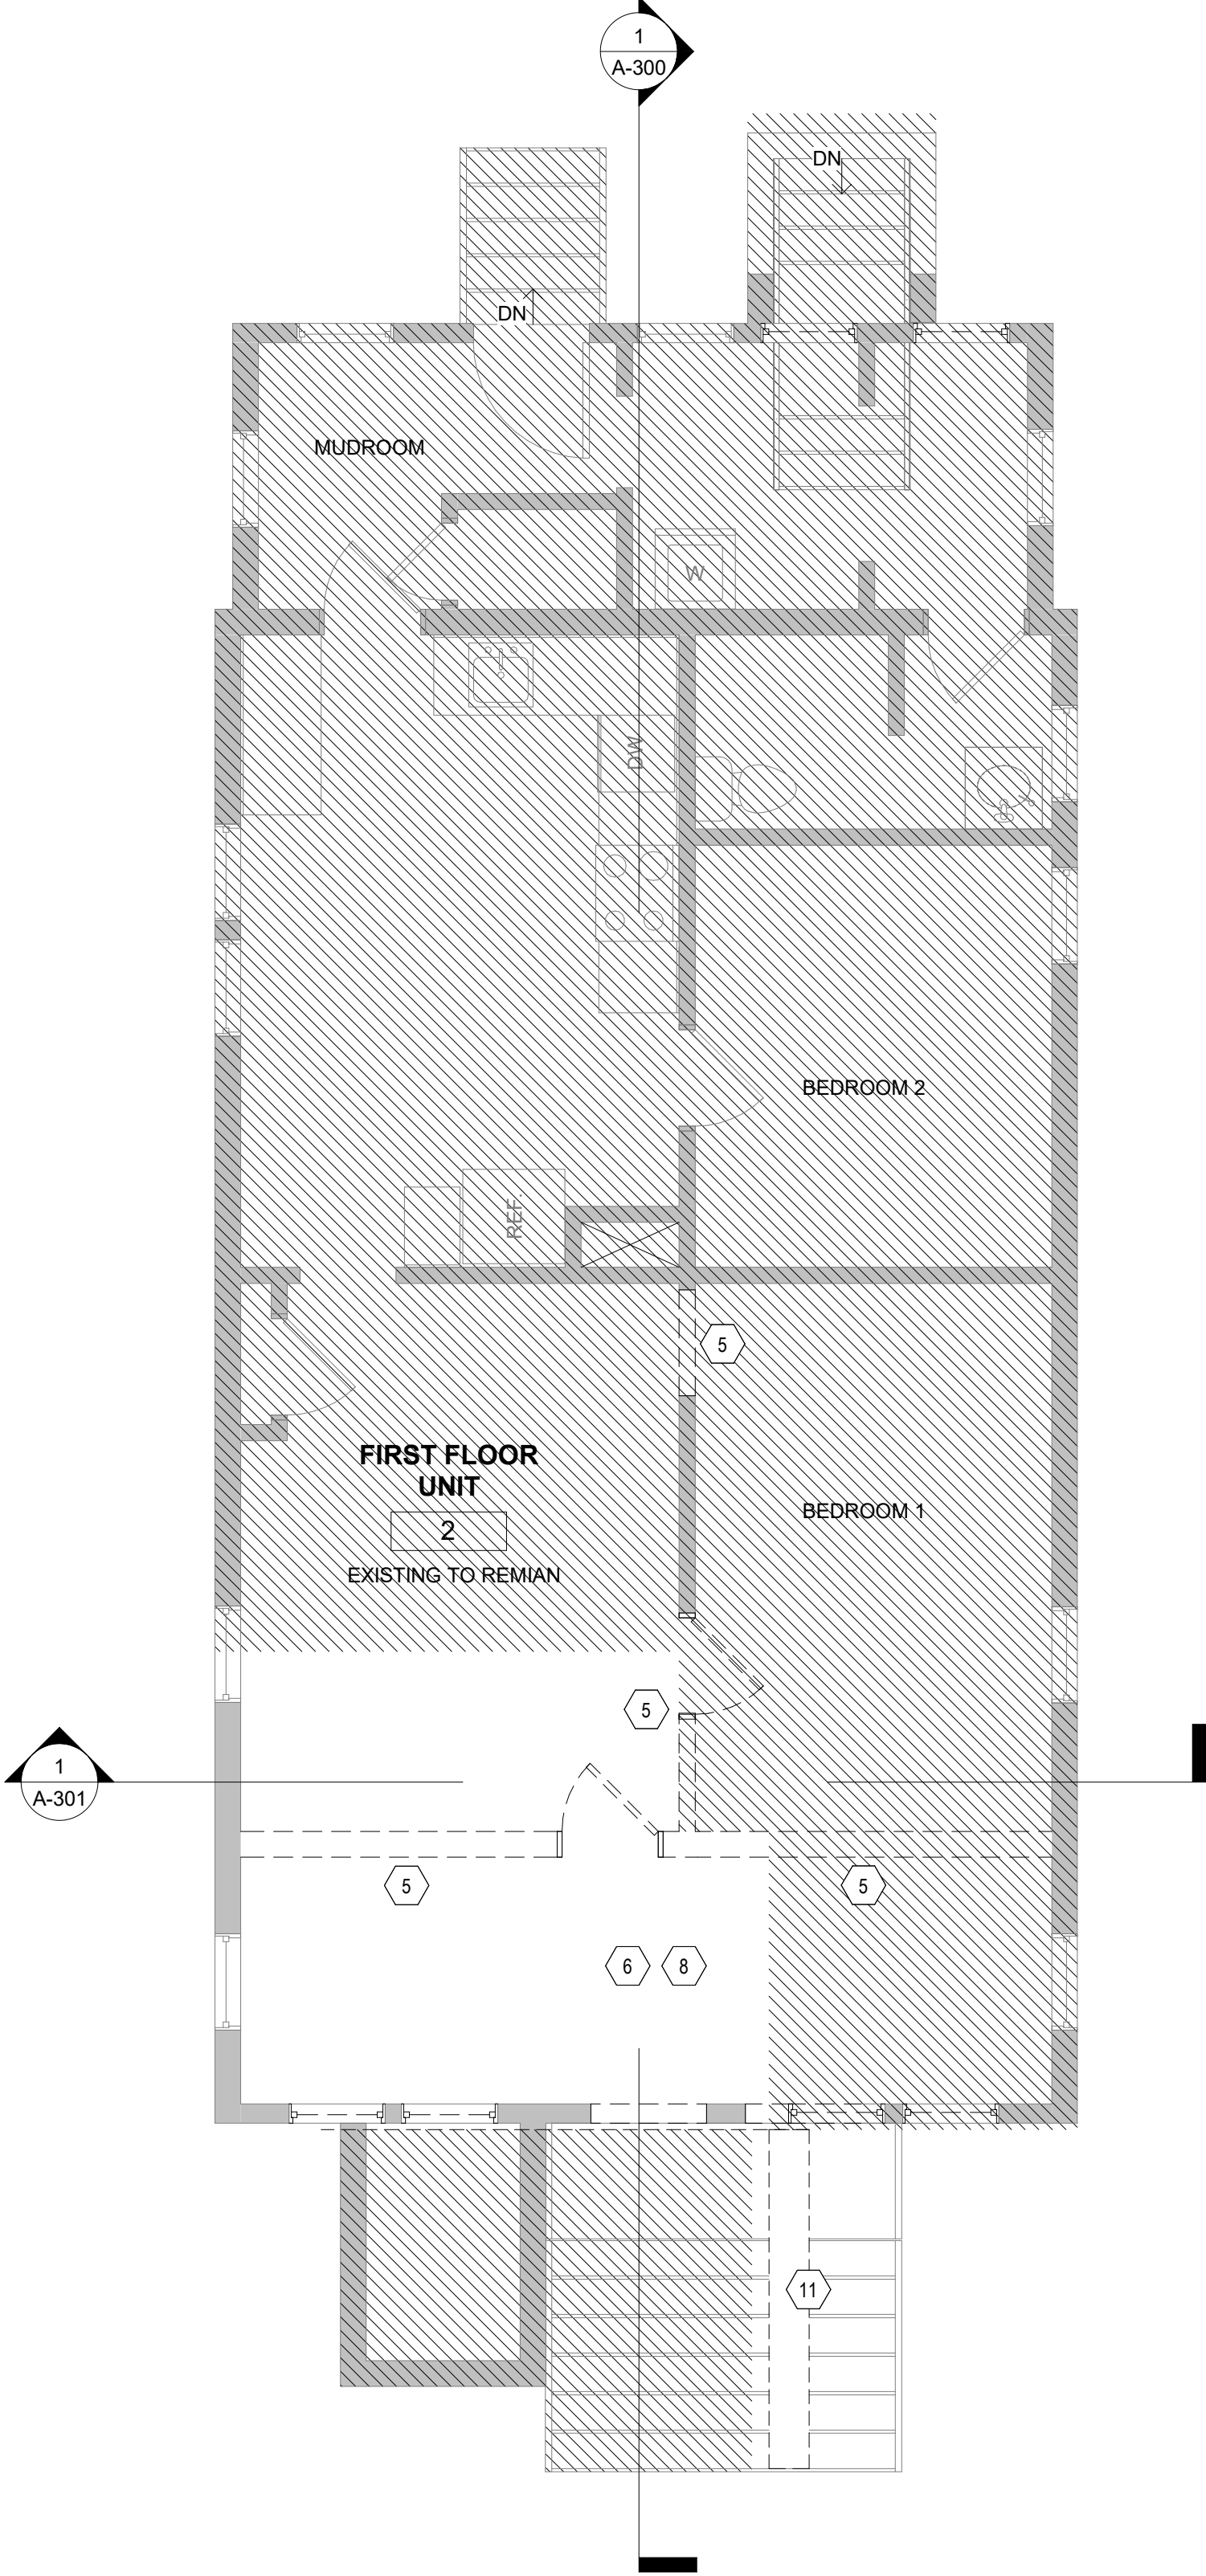 1
A-300
DN
DN
MUDROOM
W
DW
BEDROOM 2
REF.
5
FIRST FLOOR
UNIT
2
EXISTING TO REMIAN
BEDROOM 1
5
1
A-301
5
5
6
8
11